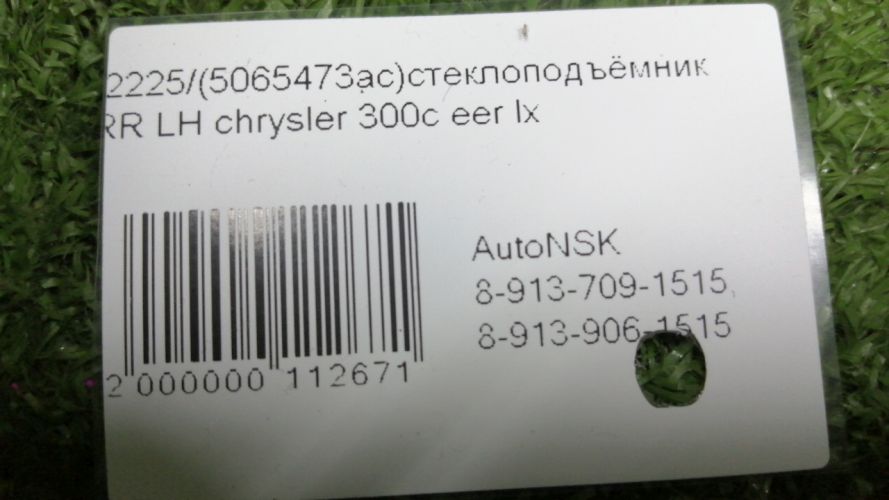 2225/(5065473ac)стеклоподъёмник
RR LH chrysler 300c eer lx
AutoNSK
8-913-709-1515,
8-913-906-1515
2 000000 112671